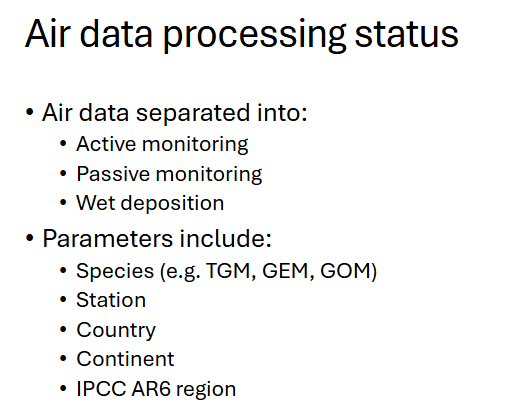 Air data processing status
• Air data separated into:
• Active monitoring
• Passive monitoring
• Wet deposition
• Parameters include:
• Species (e.g. TGM, GEM, GOM)
• Station
• Country
• Continent
• IPCC AR6 region